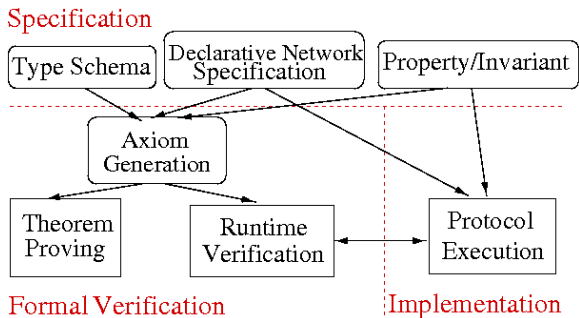 Specification
Type Schema
Declarative Network
Specification
Property/Invariant
Axiom
Generation
Theorem
Proving
Runtime
Verification
Protocol
Execution
Formal Verification
Implementation